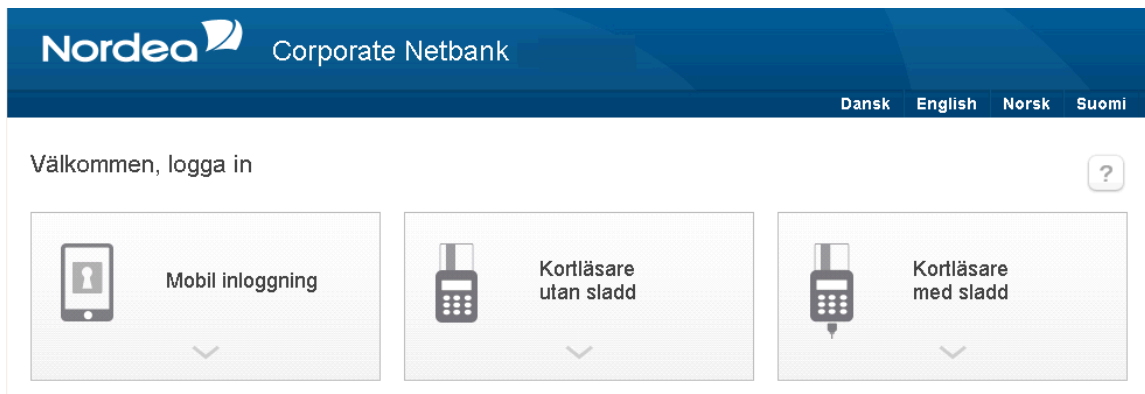 Nordea Corporate Netbank
Dansk English Norsk Suomi
Välkommen, logga in
?
Mobil inloggning
Kortläsare
utan sladd
Kortläsare
med sladd